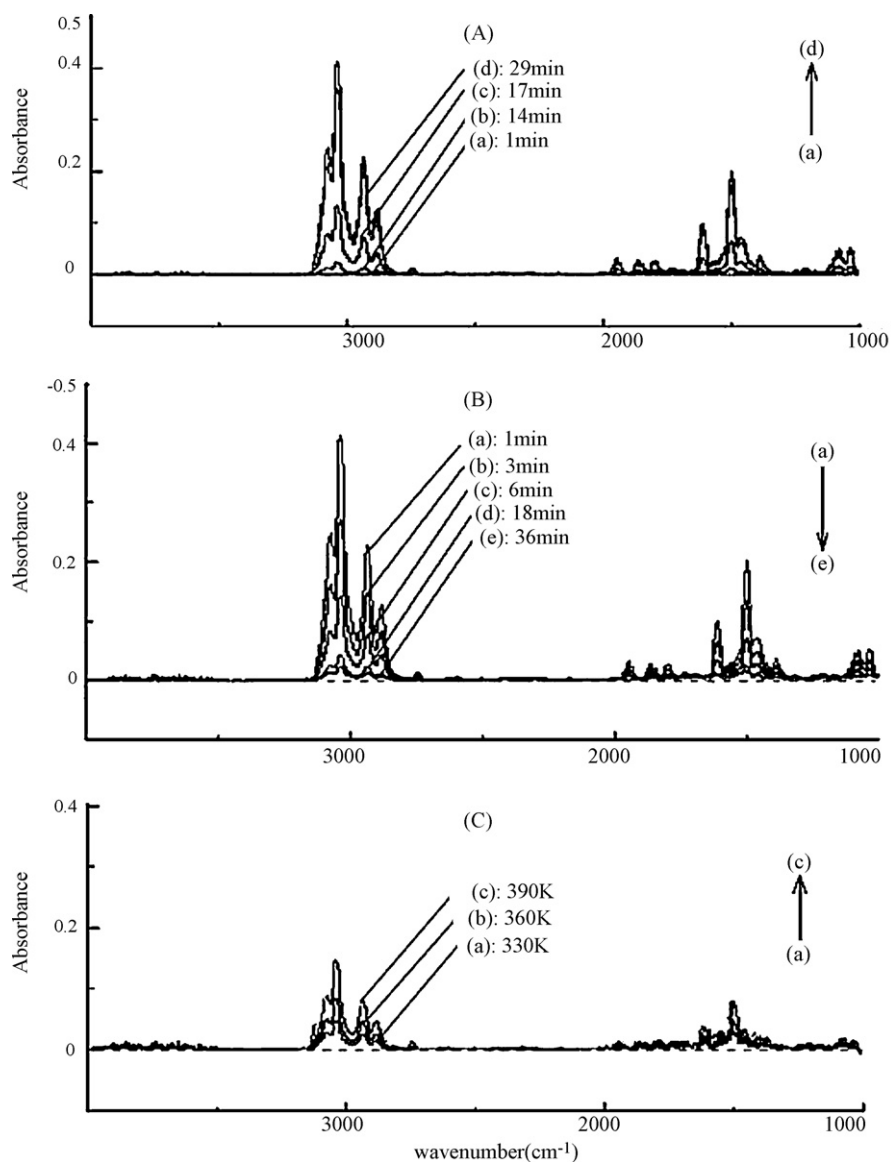 0.5
(A)
(d)
0.4
(d): 29min
(c): 17min
(b): 14min
(a): 1min
(a)
Absorbance
0.2
0
3000
2000
1000
-0.5
(B)
(a): 1min
(a)
0.4
(b): 3min
(c): 6min
(d): 18min
(e): 36min
(e)
Absorbance
0.2
0
3000
2000
1000
0.4
(C)
(c)
(c): 390K
(b): 360K
(a): 330K
(a)
Absorbance
0.2
0
3000
2000
1000
wavenumber(cm-1)